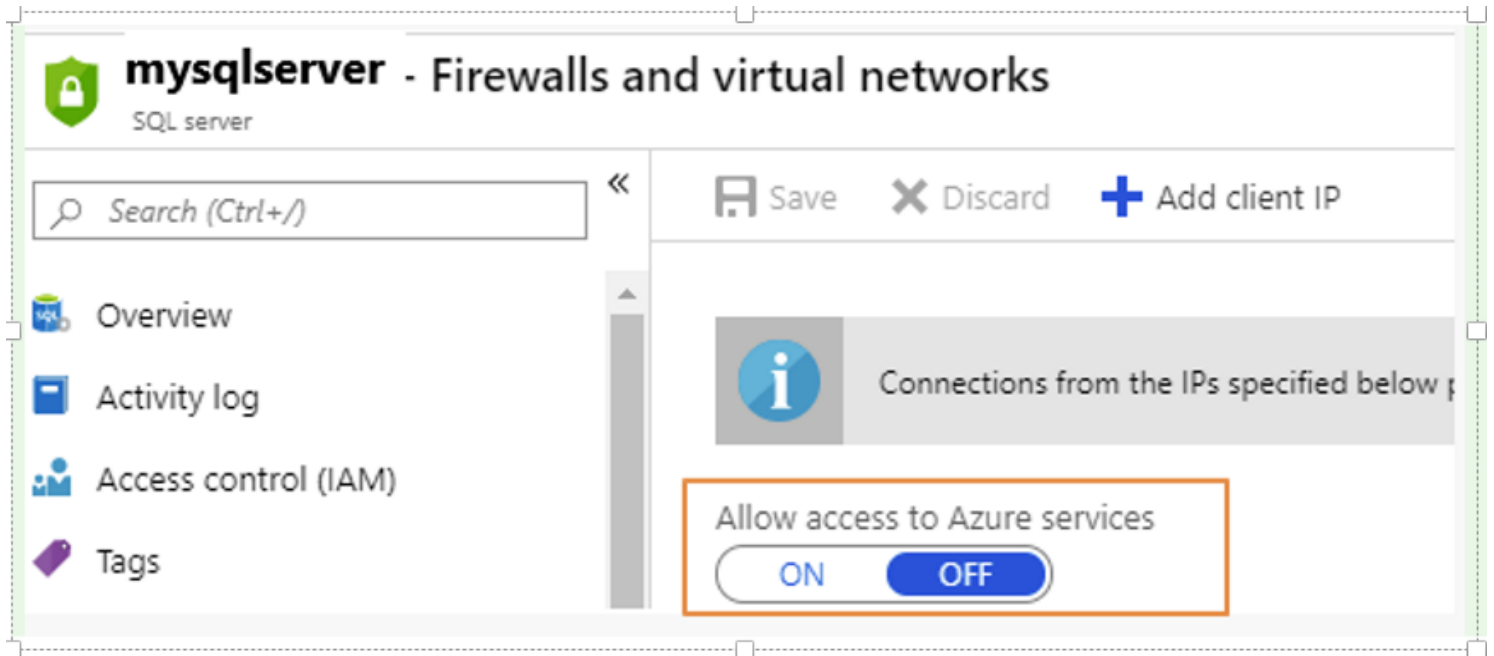 mysqlserver - Firewalls and virtual networks
SQL server
Search (Ctrl+/)
«
Save Discard Add client IP
Overview
Activity log
Access control (IAM)
Tags
Connections from the IPs specified below
Allow access to Azure services
ON OFF